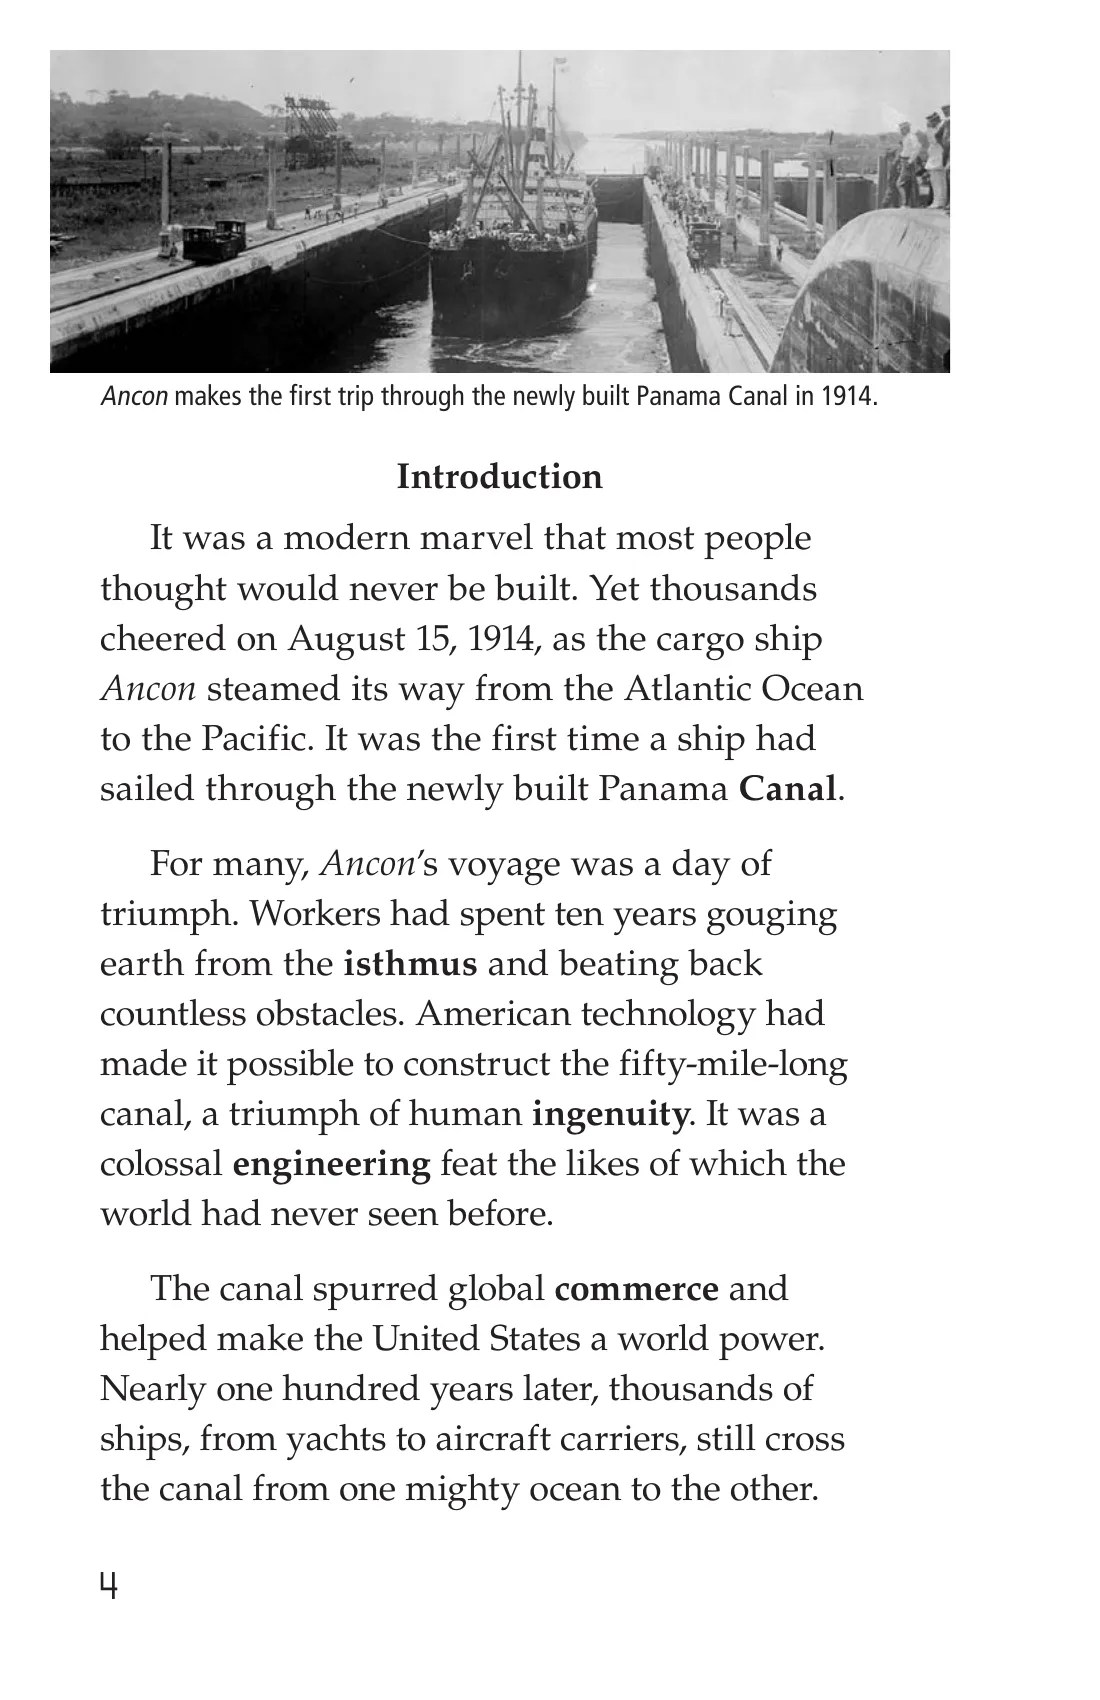 Ancon makes the first trip through the newly built Panama Canal in 1914.
Introduction
It was a modern marvel that most people
thought would never be built. Yet thousands
cheered on August 15, 1914, as the cargo ship
Ancon steamed its way from the Atlantic Ocean
to the Pacific. It was the first time a ship had
sailed through the newly built Panama Canal.
For many, Ancon’s voyage was a day of
triumph. Workers had spent ten years gouging
earth from the isthmus and beating back
countless obstacles. American technology had
made it possible to construct the fifty-mile-long
canal, a triumph of human ingenuity. It was a
colossal engineering feat the likes of which the
world had never seen before.
The canal spurred global commerce and
helped make the United States a world power.
Nearly one hundred years later, thousands of
ships, from yachts to aircraft carriers, still cross
the canal from one mighty ocean to the other.
4